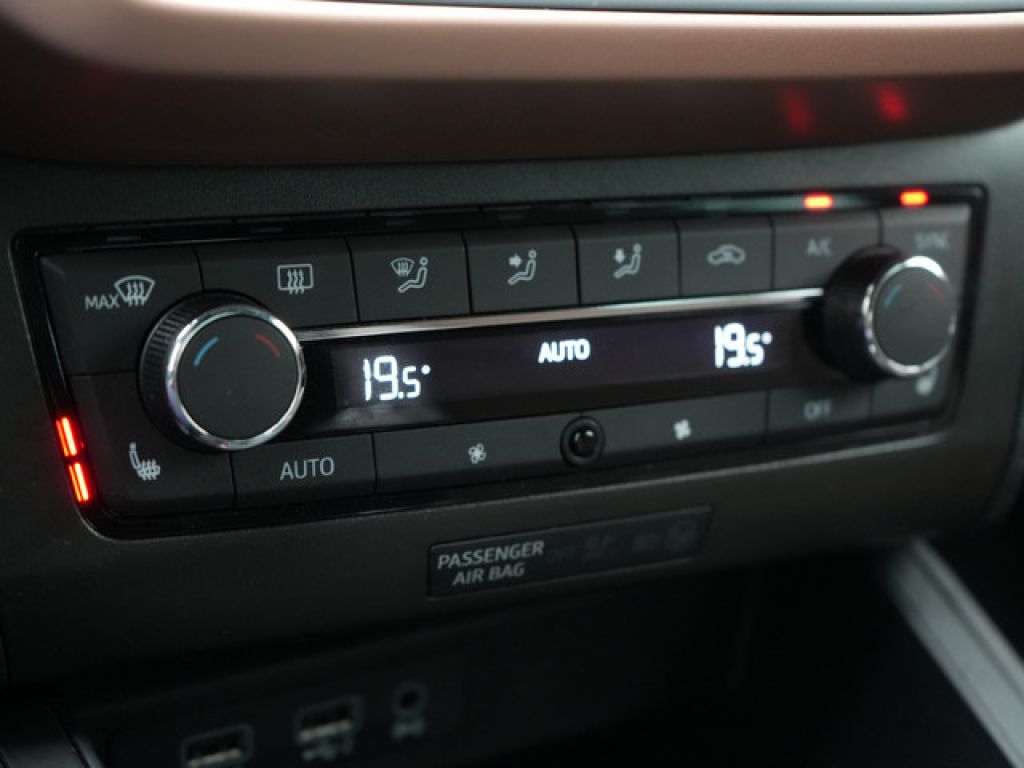 A/C
SYNC
MAX
19.5°
AUTO
19.5°
AUTO
OFF
PASSENGER
AIR BAG